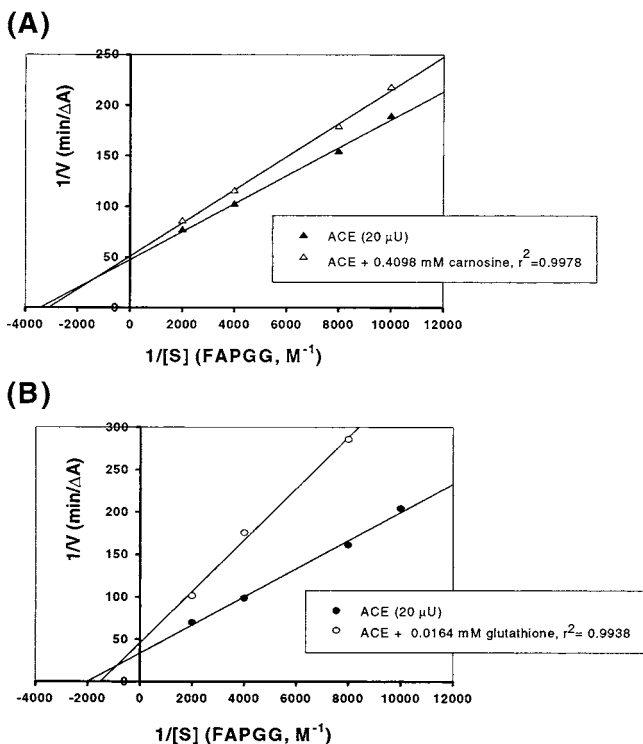 (A)
1/V (min/ΔA)
250
200
150
100
50
0
-4000 -2000 0 2000 4000 6000 8000 10000 12000
1/[S] (FAPGG, M⁻¹)
▲ ACE (20 µU)
△ ACE + 0.4098 mM carnosine, r²=0.9978
(B)
1/V (min/ΔA)
300
250
200
150
100
50
0
-4000 -2000 0 2000 4000 6000 8000 10000 12000
1/[S] (FAPGG, M⁻¹)
● ACE (20 µU)
○ ACE + 0.0164 mM glutathione, r²= 0.9938